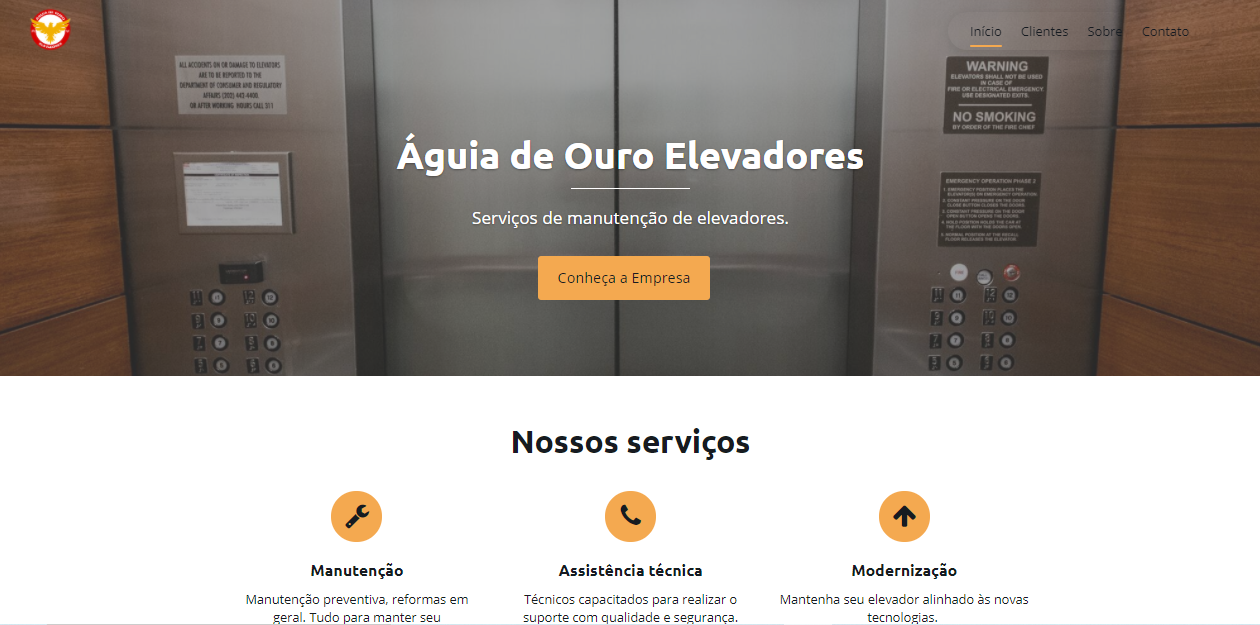 Início Clientes Sobre Contato
ALL ACCIDENTS ON OR DAMAGE TO ELEVATORS
ARE TO BE REPORTED TO THE
DEPARTMENT OF CONSUMER AND REGULATORY
AFFAIRS (202) 442-4400.
OR AFTER WORKING HOURS CALL 311
WARNING
ELEVATORS SHALL NOT BE USED
IN CASE OF
FIRE OR ELECTRICAL EMERGENCY.
USE DESIGNATED EXITS.
NO SMOKING
BY ORDER OF THE FIRE CHIEF
Águia de Ouro Elevadores
Serviços de manutenção de elevadores.
Conheça a Empresa
EMERGENCY OPERATION PHASE 2
Nossos serviços
Manutenção
Manutenção preventiva, reformas em
geral. Tudo para manter seu
Assistência técnica
Técnicos capacitados para realizar o
suporte com qualidade e segurança.
Modernização
Mantenha seu elevador alinhado às novas
tecnologias.